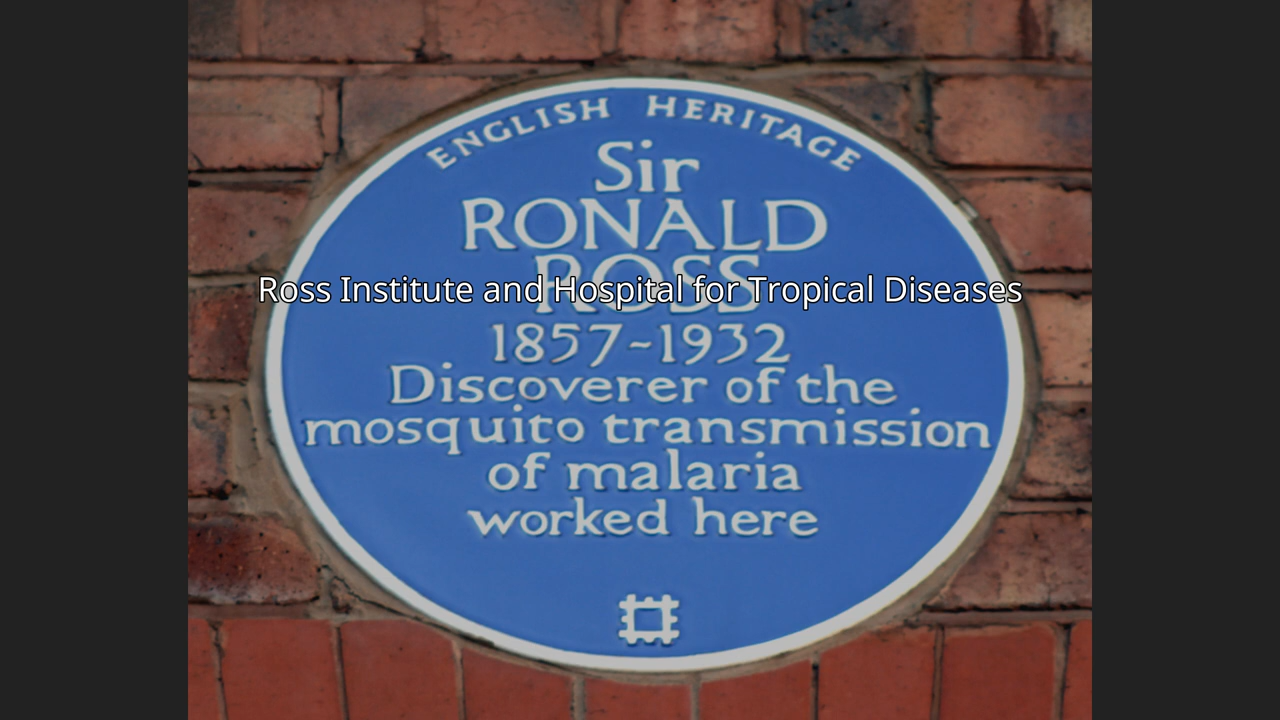 ENGLISH HERITAGE
Sir
RONALD
ROSS
Ross Institute and Hospital for Tropical Diseases
1857~1932
Discoverer of the
mosquito transmission
of malaria
worked here